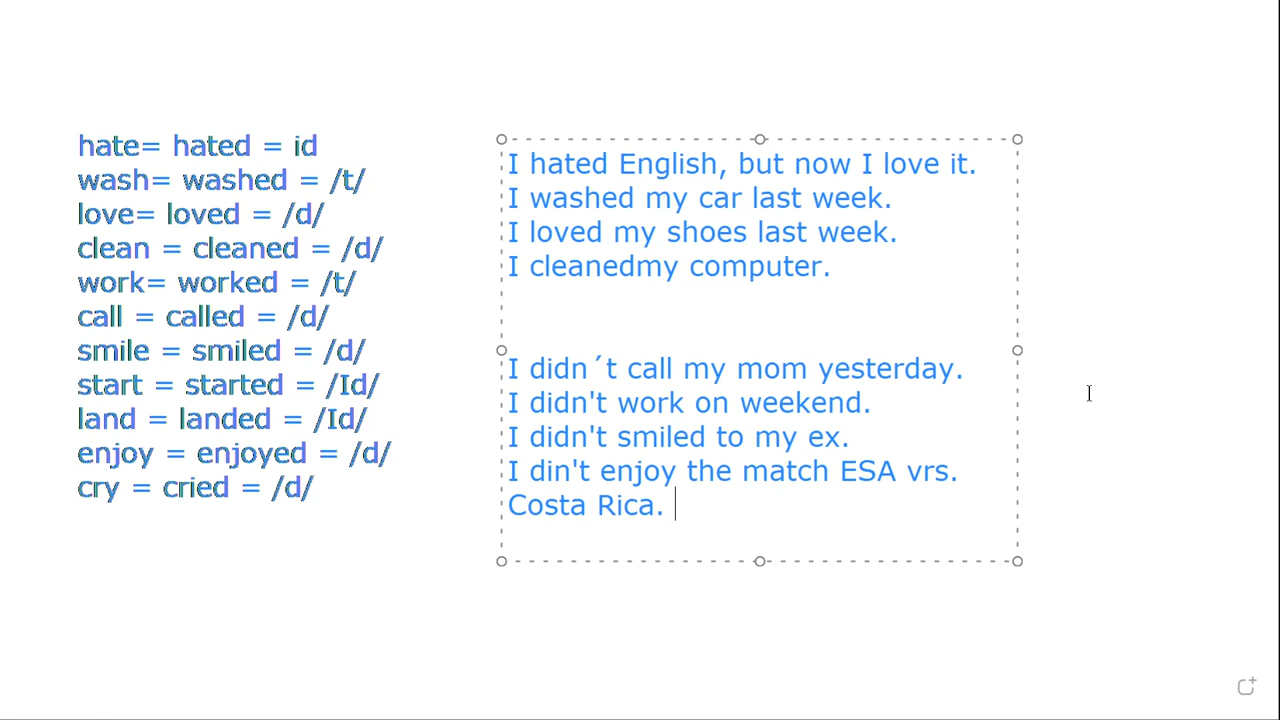 hate= hated = id
wash= washed = /t/
love= loved = /d/
clean = cleaned = /d/
work= worked = /t/
call = called = /d/
smile = smiled = /d/
start = started = /Id/
land = landed = /Id/
enjoy = enjoyed = /d/
cry = cried = /d/
I hated English, but now I love it.
I washed my car last week.
I loved my shoes last week.
I cleanedmy computer.
I didn´t call my mom yesterday.
I didn't work on weekend.
I didn't smiled to my ex.
I din't enjoy the match ESA vrs.
Costa Rica.